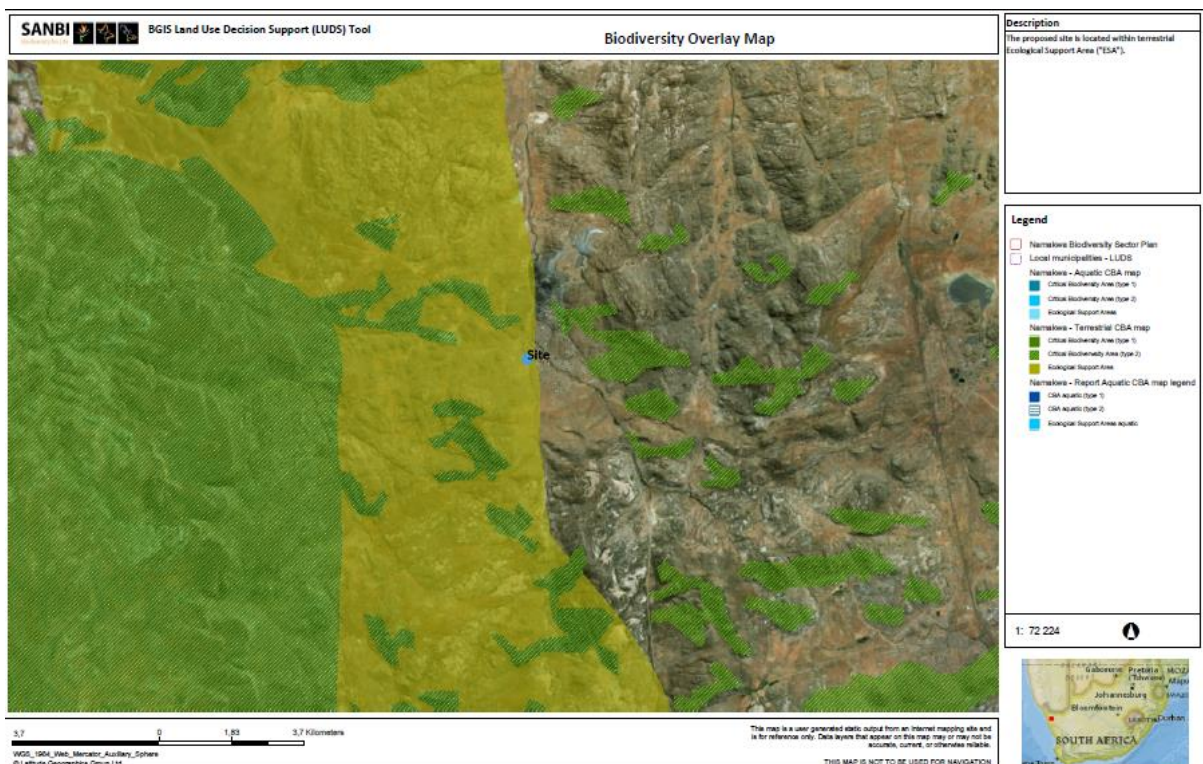 SANBI
BGIS Land Use Decision Support (LUDS) Tool
Biodiversity Overlay Map
Description
The proposed site is located within terrestrial
Ecological Support Area ("ESA").
Site
Legend
Namakwa Biodiversity Sector Plan
Local municipalities - LUDS
Namakwa - Aquatic CBA map
Critical Biodiversity Area (type 1)
Critical Biodiversity Area (type 2)
Ecological Support Areas
Namakwa - Terrestrial CBA map
Critical Biodiversity Area (type 1)
Critical Biodiversity Area (type 2)
Ecological Support Area
Namakwa - Report Aquatic CBA map legend
CBA aquatic (type 1)
CBA aquatic (type 2)
Ecological Support Areas aquatic
1: 72 224
Gaborone
Pretoria
(Tshwane)
Johannesburg
Bloemfontein
Durban
SOUTH AFRICA
3,7 0 1,83 3,7 Kilometers
WGS_1984_Web_Mercator_Auxiliary_Sphere
© Latitude Geographics Group Ltd.
This map is a user generated static output from an Internet mapping site and
is for reference only. Data layers that appear on this map may or may not be
accurate, current, or otherwise reliable.
THIS MAP IS NOT TO BE USED FOR NAVIGATION